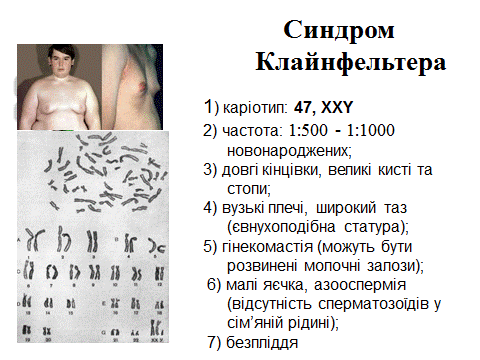 Синдром
Клайнфельтера
1) каріотип: 47, XXY
2) частота: 1:500 - 1:1000
новонароджених;
3) довгі кінцівки, великі кисті та
стопи;
4) вузькі плечі, широкий таз
(євнухоподібна статура);
5) гінекомастія (можуть бути
розвинені молочні залози);
6) малі яєчка, азооспермія
(відсутність сперматозоїдів у
сім'яній рідині);
7) безпліддя